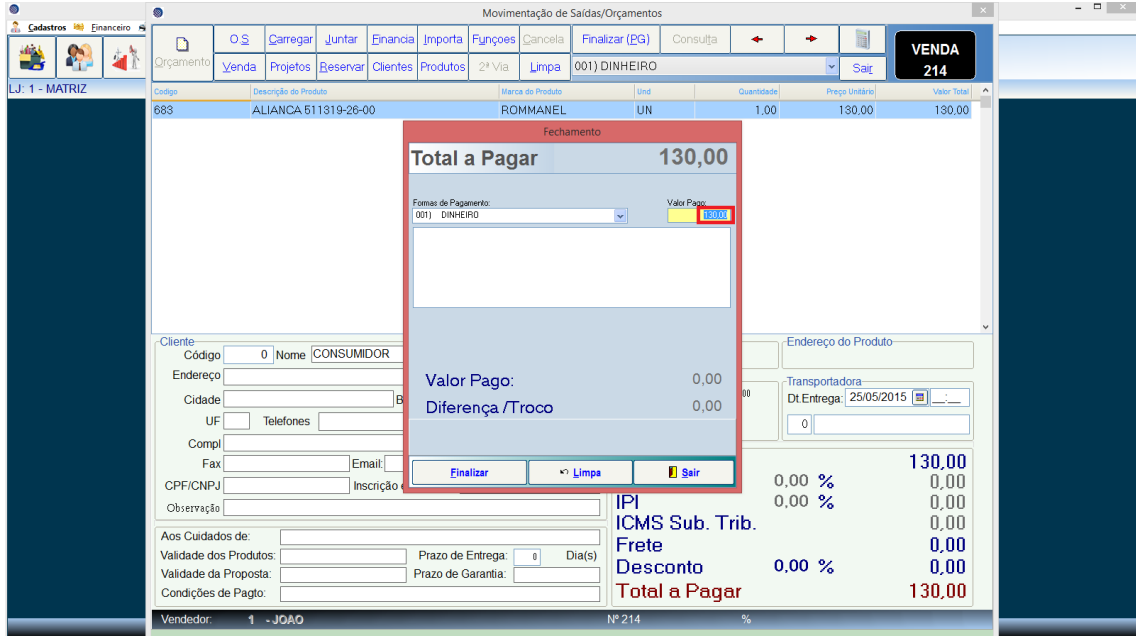 Movimentação de Saídas/Orçamentos
Cadastros Financeiro
LJ: 1 - MATRIZ
Orçamento O.S Carregar Juntar Financia Importa Funçoes Cancela Finalizar (PG) Consulta
Venda Projetos Reservar Clientes Produtos 2ª Via Limpa 001) DINHEIRO Sair
VENDA
214
Codigo Descrição do Produto Marca do Produto Und Quantidade Preço Unitário Valor Total
683 ALIANCA 511319-26-00 ROMMANEL UN 1,00 130,00 130,00
Fechamento
Total a Pagar 130,00
Formas de Pagamento: Valor Pago:
001) DINHEIRO 130,00
Valor Pago: 0,00
Diferença /Troco 0,00
Finalizar Limpa Sair
Cliente
Código 0 Nome CONSUMIDOR
Endereço
Cidade B
UF Telefones
Compl
Fax Email:
CPF/CNPJ Inscrição
Observação
Endereço do Produto
Transportadora
Dt.Entrega: 25/05/2015 __:__
0
Aos Cuidados de:
Validade dos Produtos: Prazo de Entrega: 0 Dia(s)
Validade da Proposta: Prazo de Garantia:
Condições de Pagto:
130,00
0,00 % 0,00
IPI 0,00 % 0,00
ICMS Sub. Trib. 0,00
Frete 0,00
Desconto 0,00 % 0,00
Total a Pagar 130,00
Vendedor: 1 - JOAO Nº 214 %